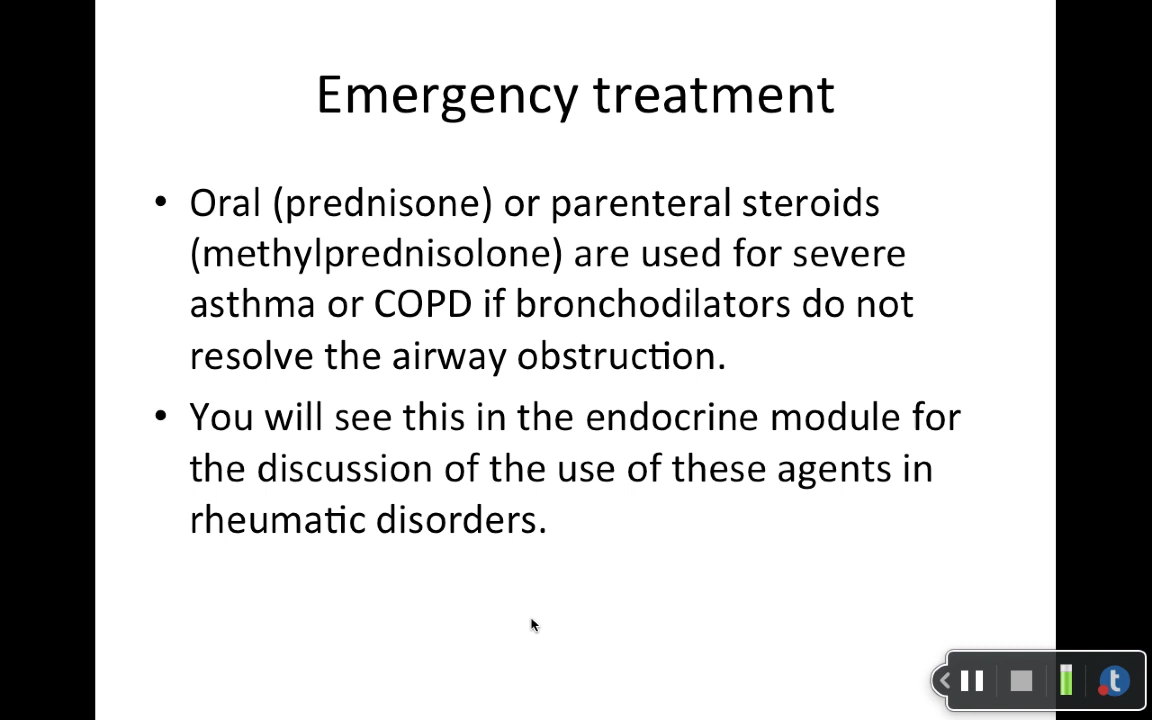 Emergency treatment
• Oral (prednisone) or parenteral steroids
(methylprednisolone) are used for severe
asthma or COPD if bronchodilators do not
resolve the airway obstruction.
• You will see this in the endocrine module for
the discussion of the use of these agents in
rheumatic disorders.
t